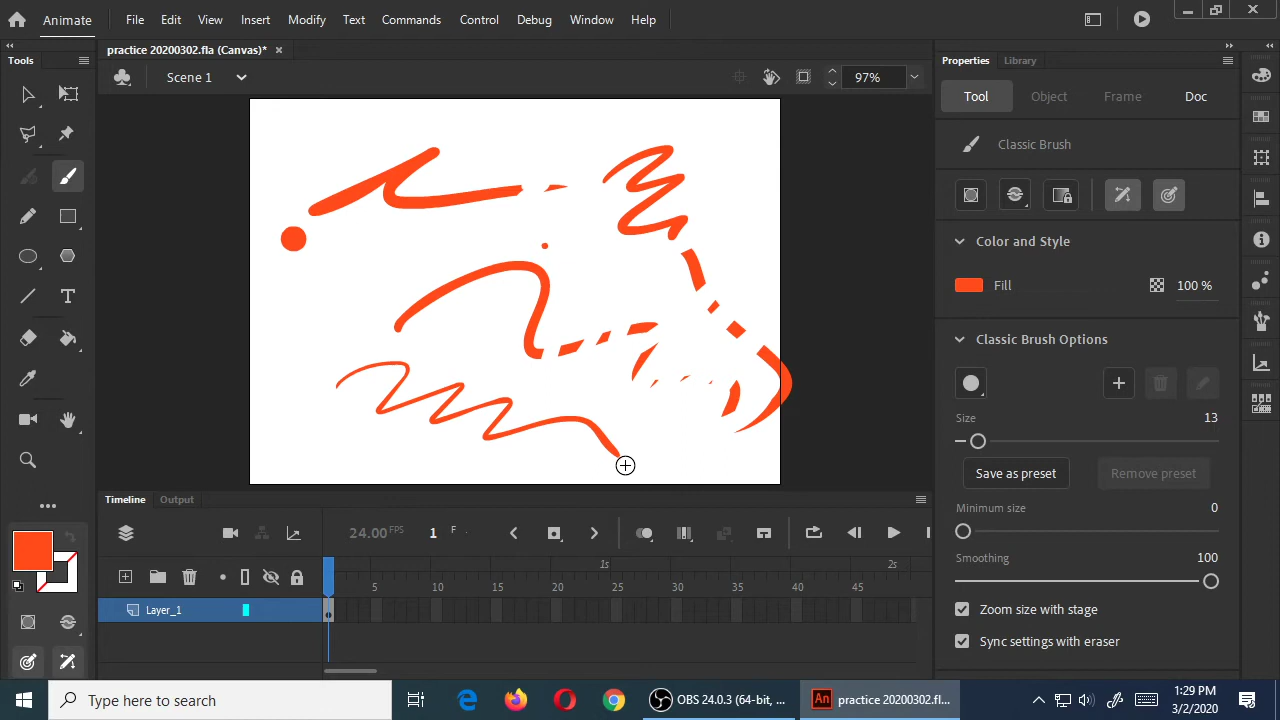 Animate File Edit View Insert Modify Text Commands Control Debug Window Help
practice 20200302.fla (Canvas)*
Tools
Scene 1
97%
Properties Library
Tool Object Frame Doc
Classic Brush
Color and Style
Fill 100 %
Classic Brush Options
Size 13
Save as preset Remove preset
Minimum size 0
Smoothing 100
Zoom size with stage
Sync settings with eraser
Timeline Output
24.00 FPS 1 F
1s 2s
5 10 15 20 25 30 35 40 45
Layer_1
Type here to search
OBS 24.0.3 (64-bit, ...
An practice 20200302.fl...
1:29 PM
3/2/2020